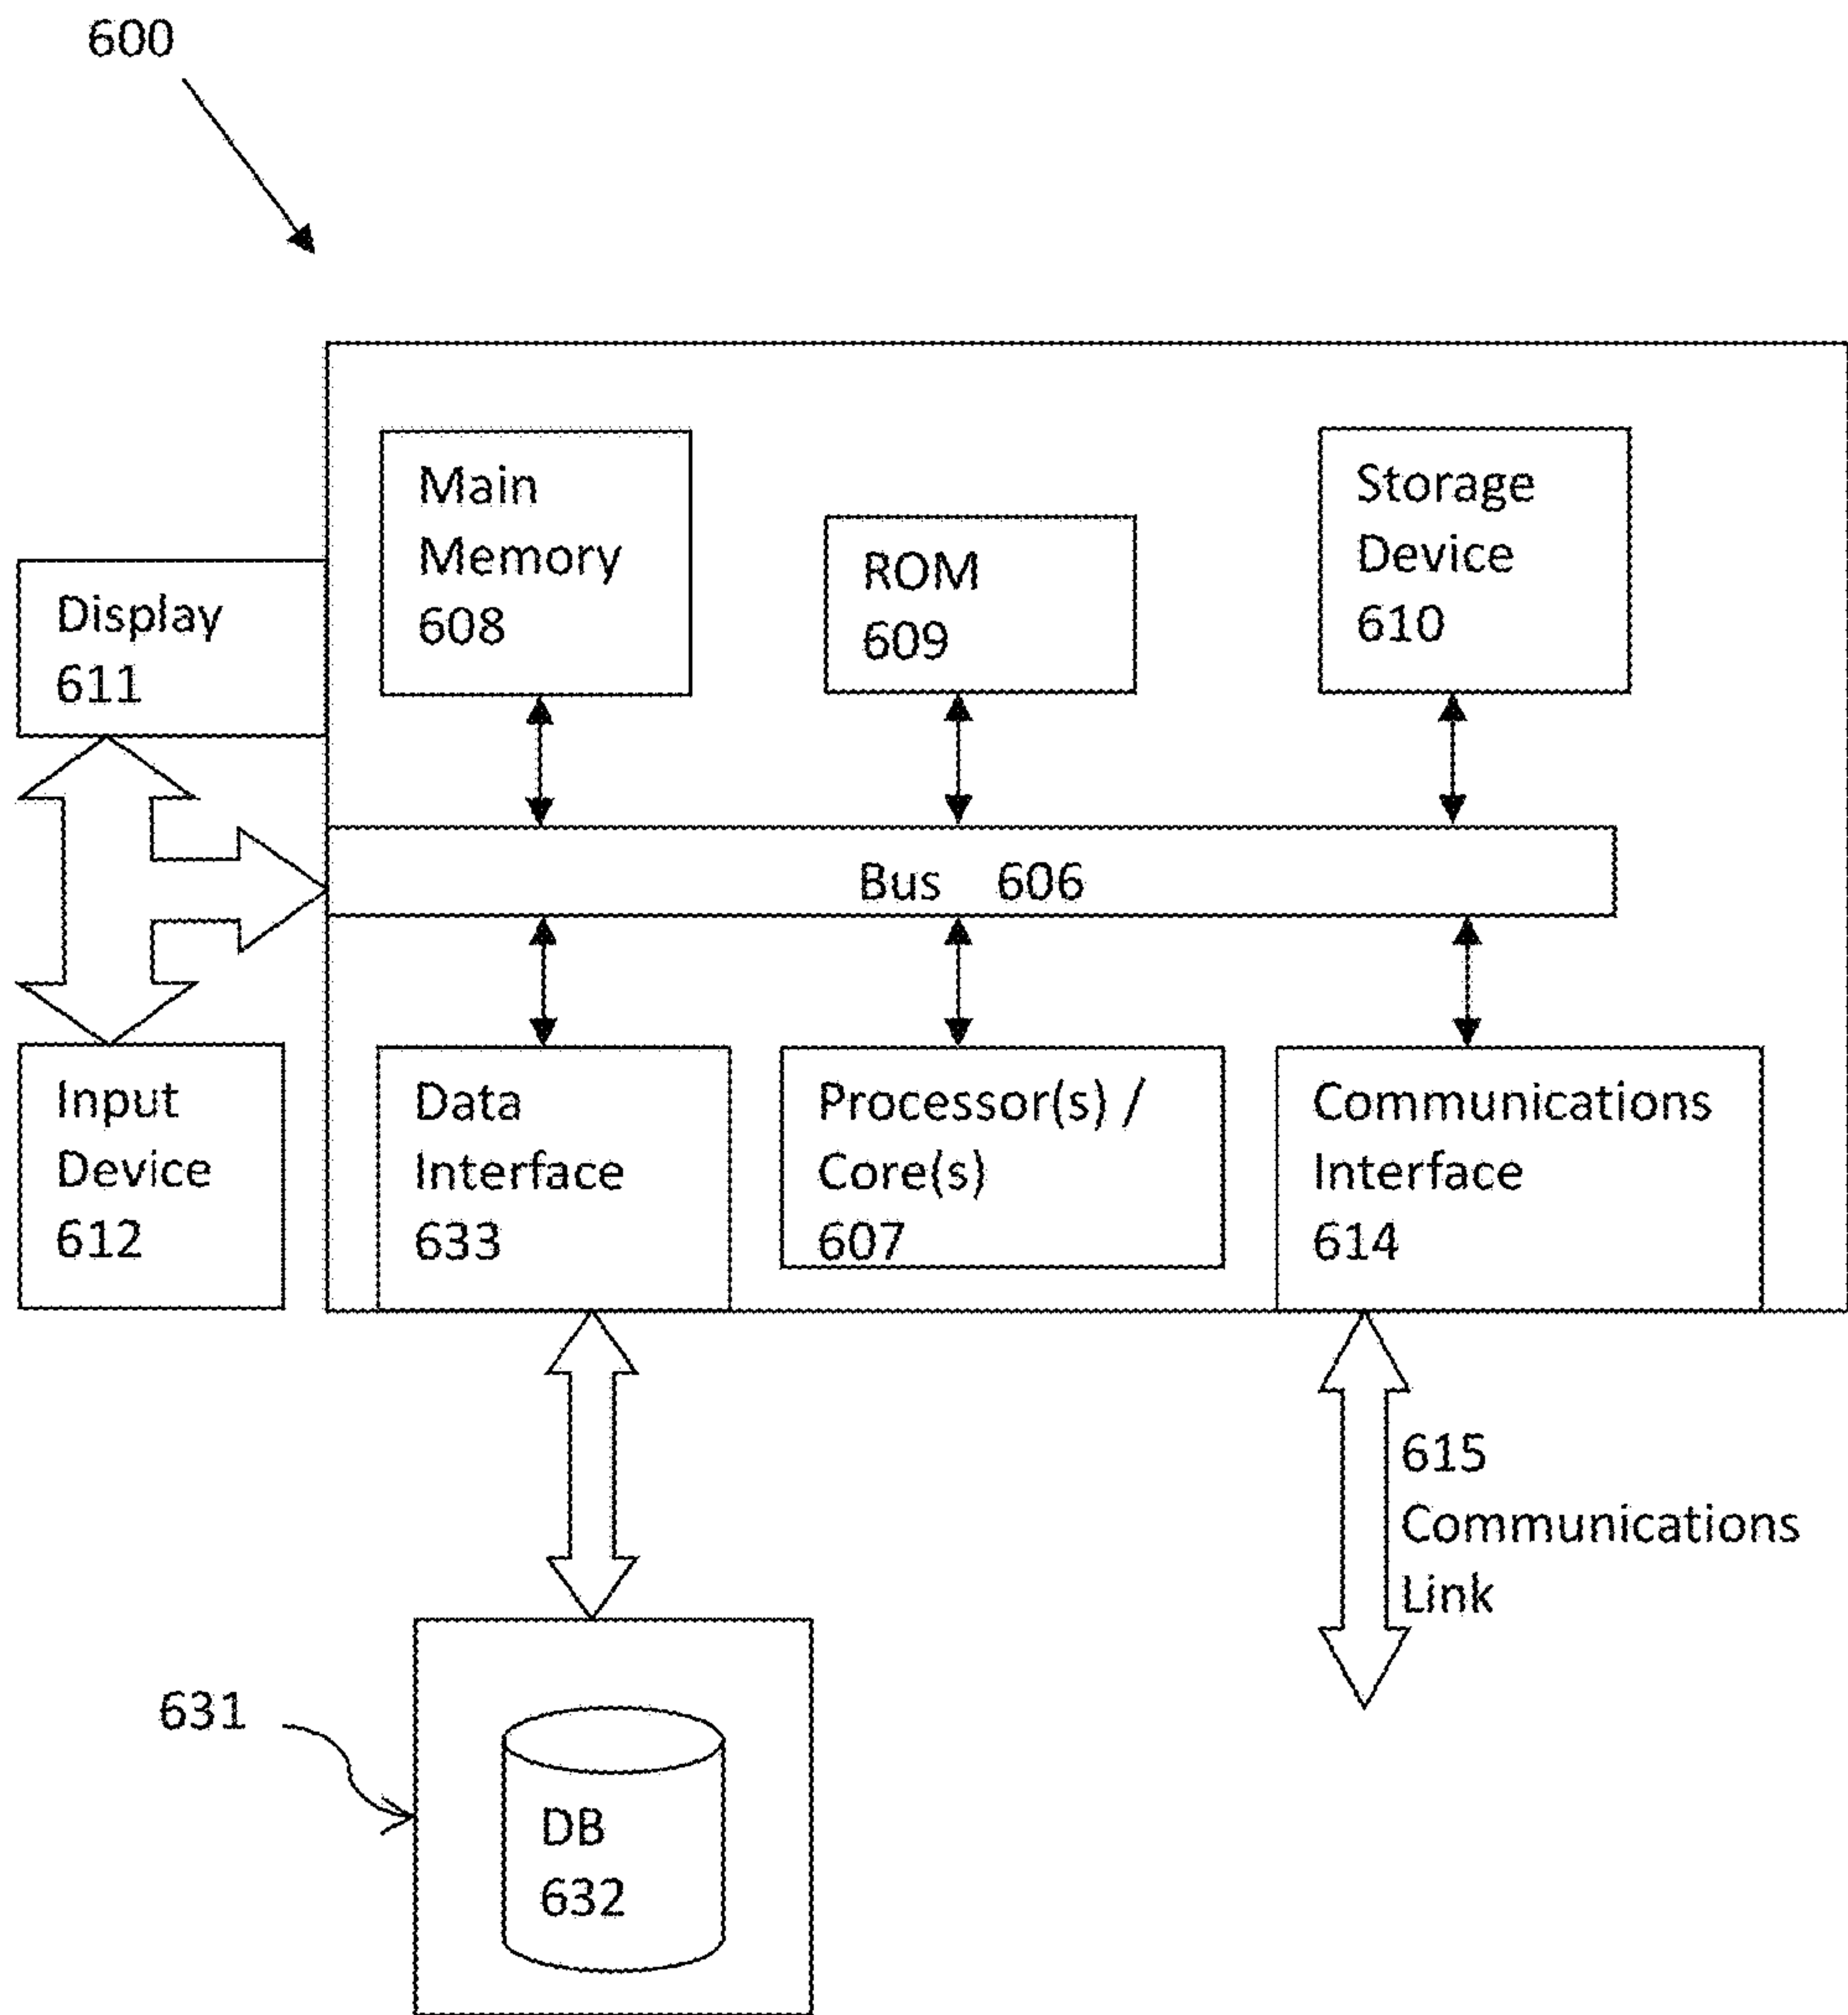 600
Main
Memory
608
ROM
609
Storage
Device
610
Display
611
Bus 606
Input
Device
612
Data
Interface
633
Processor(s) /
Core(s)
607
Communications
Interface
614
615
Communications
Link
631
DB
632